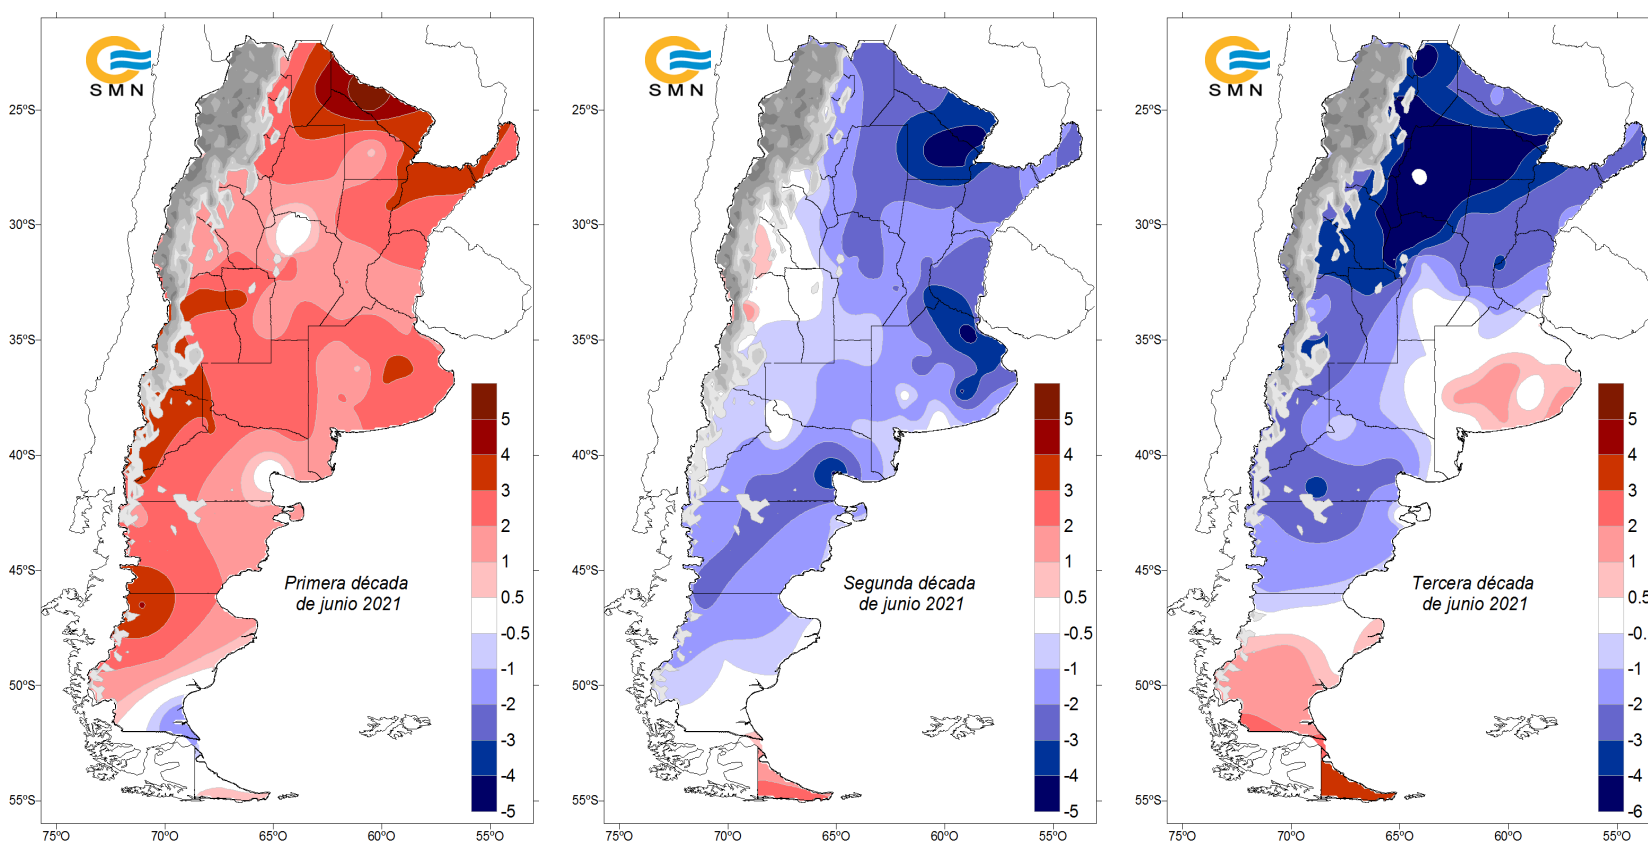 SMN
25ºS
30ºS
35ºS
40ºS
45ºS
50ºS
55ºS
75ºO
70ºO
65ºO
60ºO
55ºO
Primera década
de junio 2021
5
4
3
2
1
0.5
-0.5
-1
-2
-3
-4
-5
SMN
25ºS
30ºS
35ºS
40ºS
45ºS
50ºS
55ºS
75ºO
70ºO
65ºO
60ºO
55ºO
Segunda década
de junio 2021
5
4
3
2
1
0.5
-0.5
-1
-2
-3
-4
-5
SMN
25ºS
30ºS
35ºS
40ºS
45ºS
50ºS
55ºS
75ºO
70ºO
65ºO
60ºO
55ºO
Tercera década
de junio 2021
5
4
3
2
1
0.5
-0.
-1
-2
-3
-4
-6